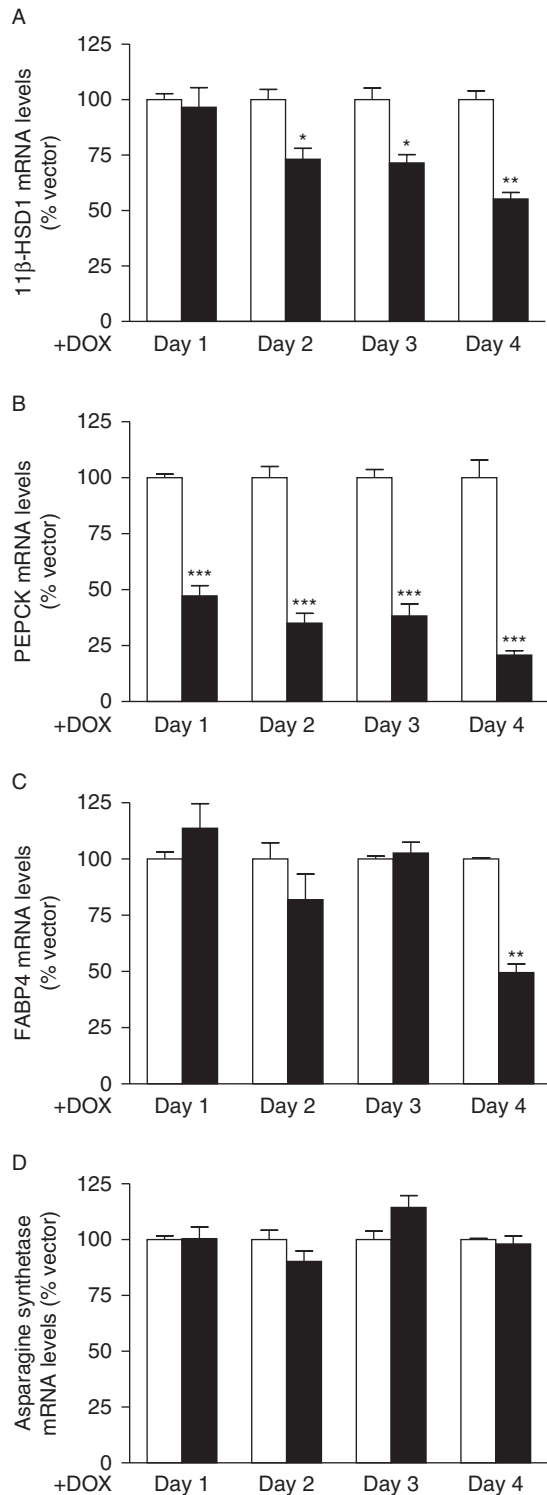 A
11β-HSD1 mRNA levels
(% vector)
125
100
75
50
25
0
*
*
**
+DOX Day 1 Day 2 Day 3 Day 4
B
PEPCK mRNA levels
(% vector)
125
100
75
50
25
0
***
***
***
***
+DOX Day 1 Day 2 Day 3 Day 4
C
FABP4 mRNA levels
(% vector)
125
100
75
50
25
0
**
+DOX Day 1 Day 2 Day 3 Day 4
D
Asparagine synthetase
mRNA levels (% vector)
125
100
75
50
25
0
+DOX Day 1 Day 2 Day 3 Day 4